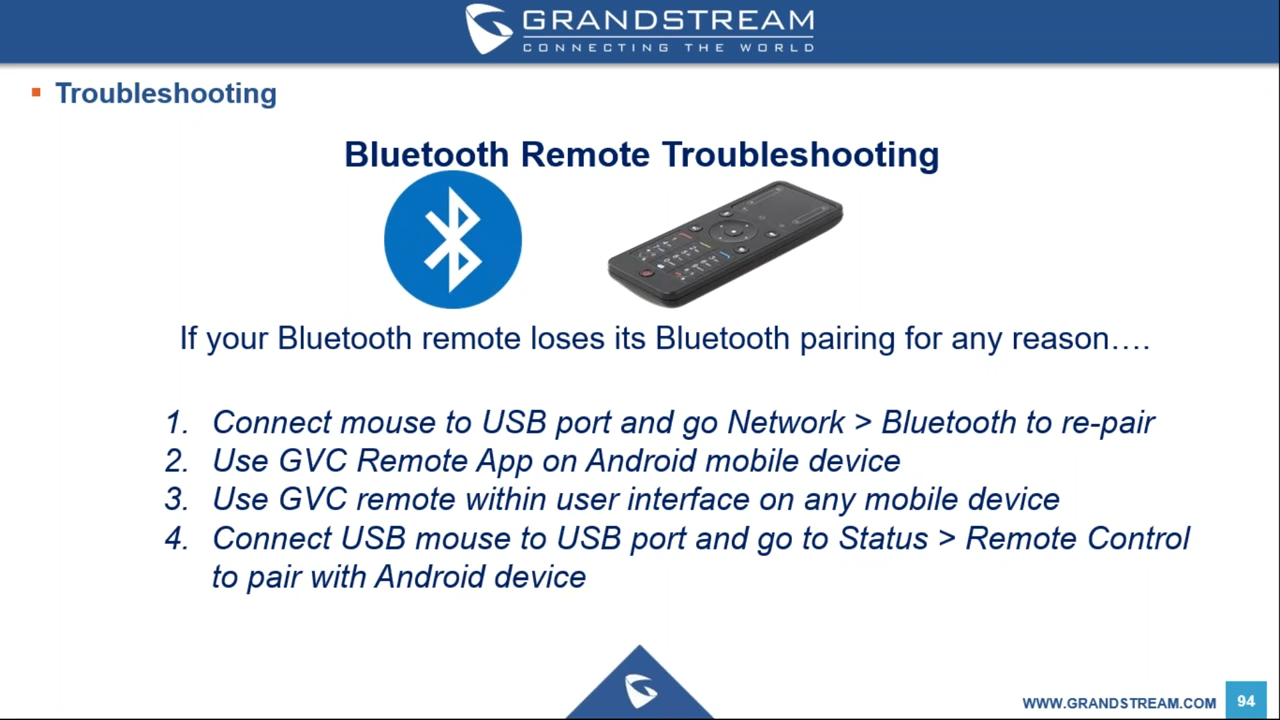 GRANDSTREAM
CONNECTING THE WORLD
Troubleshooting
Bluetooth Remote Troubleshooting
If your Bluetooth remote loses its Bluetooth pairing for any reason….
1. Connect mouse to USB port and go Network > Bluetooth to re-pair
2. Use GVC Remote App on Android mobile device
3. Use GVC remote within user interface on any mobile device
4. Connect USB mouse to USB port and go to Status > Remote Control
to pair with Android device
WWW.GRANDSTREAM.COM 94